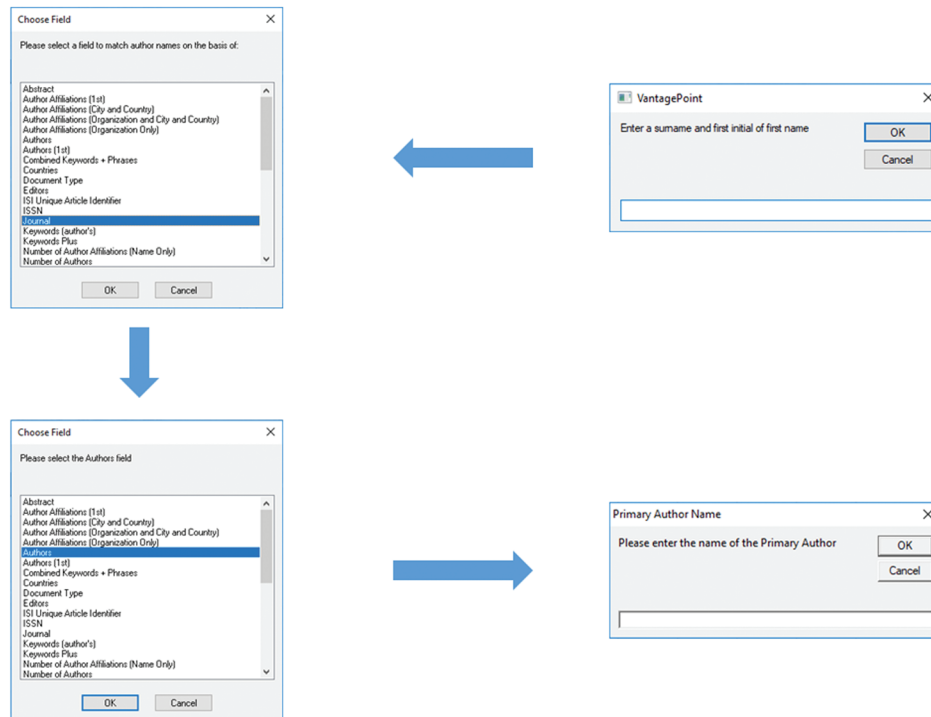 Choose Field
Please select a field to match author names on the basis of:
Abstract
Author Affiliations (1st)
Author Affiliations (City and Country)
Author Affiliations (Organization and City and Country)
Author Affiliations (Organization Only)
Authors
Authors (1st)
Combined Keywords + Phrases
Countries
Document Type
Editors
ISI Unique Article Identifier
ISSN
Journal
Keywords (author's)
Keywords Plus
Number of Author Affiliations (Name Only)
Number of Authors
OK Cancel
VantagePoint
Enter a surname and first initial of first name
OK
Cancel
Choose Field
Please select the Authors field
Abstract
Author Affiliations (1st)
Author Affiliations (City and Country)
Author Affiliations (Organization and City and Country)
Author Affiliations (Organization Only)
Authors
Authors (1st)
Combined Keywords + Phrases
Countries
Document Type
Editors
ISI Unique Article Identifier
ISSN
Journal
Keywords (author's)
Keywords Plus
Number of Author Affiliations (Name Only)
Number of Authors
OK Cancel
Primary Author Name
Please enter the name of the Primary Author
OK
Cancel